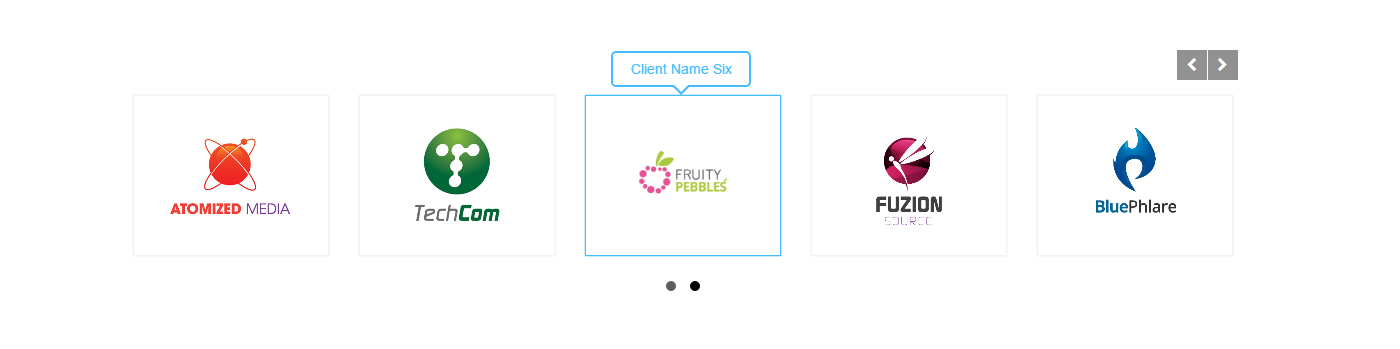 Client Name Six
ATOMIZED MEDIA
TechCom
FRUITY
PEBBLES
FUZION
SOURCE
BluePhlare